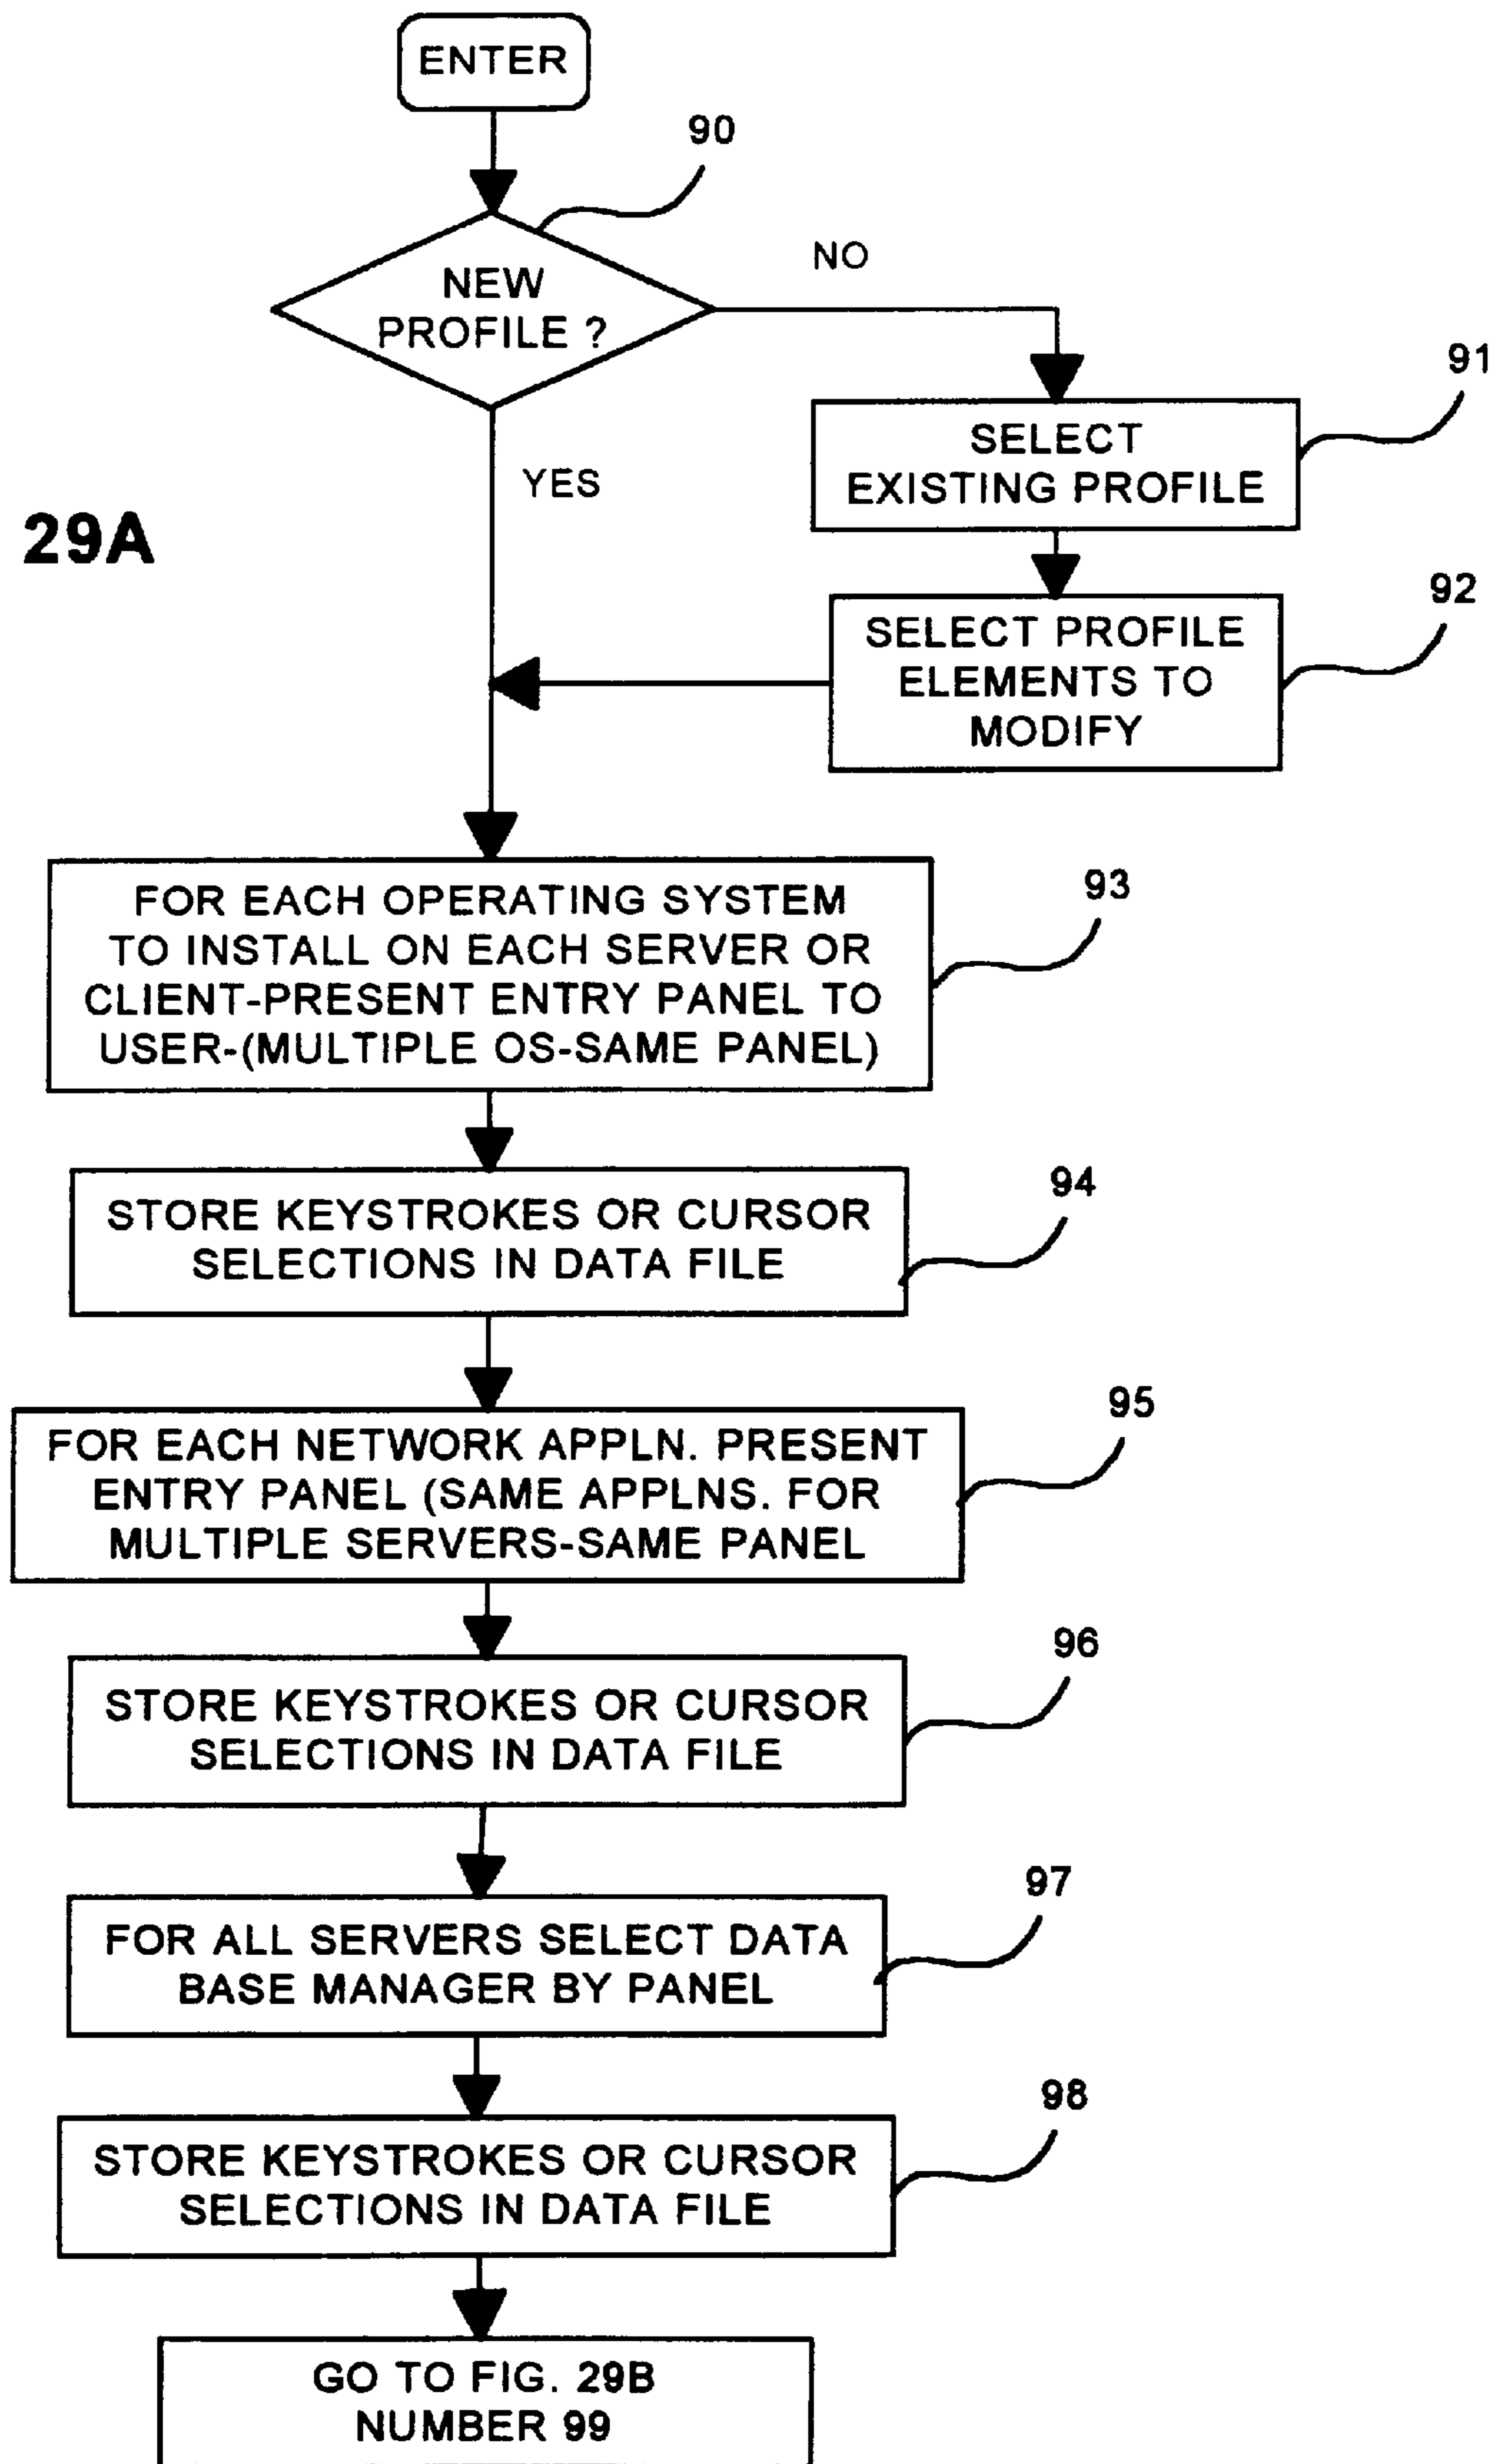 ENTER
90
NEW
PROFILE ?
NO
YES
91
SELECT
EXISTING PROFILE
29A
92
SELECT PROFILE
ELEMENTS TO
MODIFY
93
FOR EACH OPERATING SYSTEM
TO INSTALL ON EACH SERVER OR
CLIENT-PRESENT ENTRY PANEL TO
USER-(MULTIPLE OS-SAME PANEL)
94
STORE KEYSTROKES OR CURSOR
SELECTIONS IN DATA FILE
95
FOR EACH NETWORK APPLN. PRESENT
ENTRY PANEL (SAME APPLNS. FOR
MULTIPLE SERVERS-SAME PANEL
96
STORE KEYSTROKES OR CURSOR
SELECTIONS IN DATA FILE
97
FOR ALL SERVERS SELECT DATA
BASE MANAGER BY PANEL
98
STORE KEYSTROKES OR CURSOR
SELECTIONS IN DATA FILE
GO TO FIG. 29B
NUMBER 99